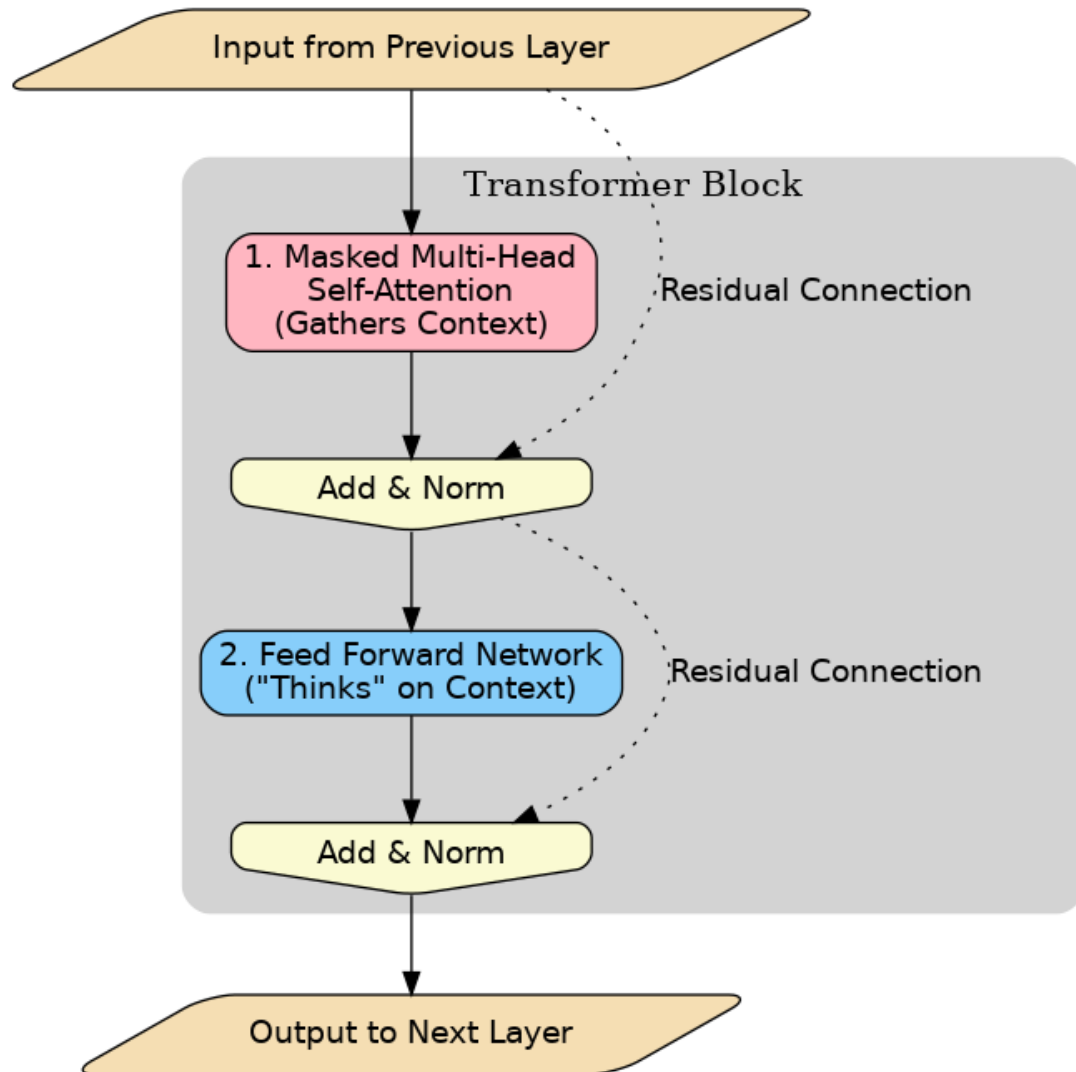 Input from Previous Layer
Transformer Block
1. Masked Multi-Head
Self-Attention
(Gathers Context)
Residual Connection
Add & Norm
2. Feed Forward Network
("Thinks" on Context)
Residual Connection
Add & Norm
Output to Next Layer